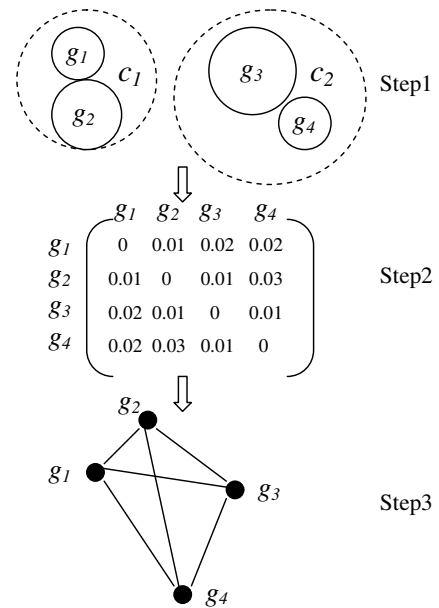 g1 c1 g3 c2 Step1
g2 g4
g1 g2 g3 g4
g1 0 0.01 0.02 0.02
g2 0.01 0 0.01 0.03 Step2
g3 0.02 0.01 0 0.01
g4 0.02 0.03 0.01 0
g2
g1 g3 Step3
g4